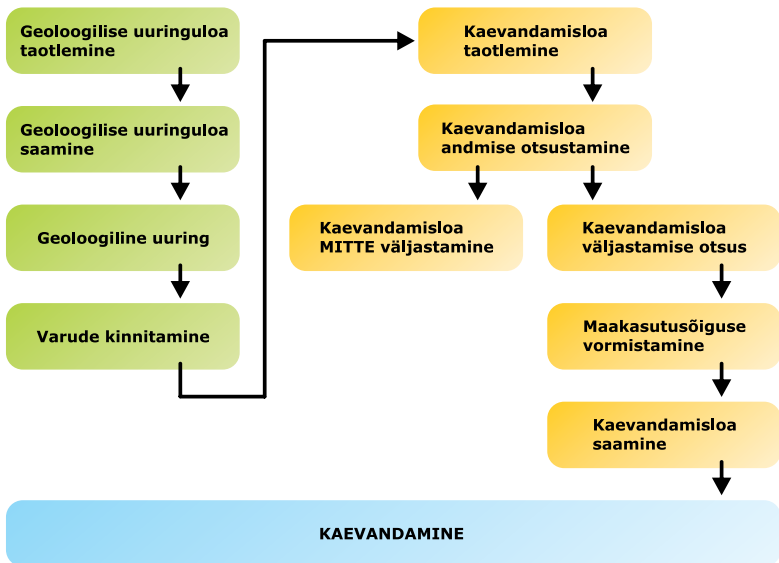 Geoloogilise uuringuloa
taotlemine
Geoloogilise uuringuloa
saamine
Geoloogiline uuring
Varude kinnitamine
Kaevandamisloa
taotlemine
Kaevandamisloa
andmise otsustamine
Kaevandamisloa
MITTE väljastamine
Kaevandamisloa
väljastamise otsus
Maakasutusõiguse
vormistamine
Kaevandamisloa
saamine
KAEVANDAMINE